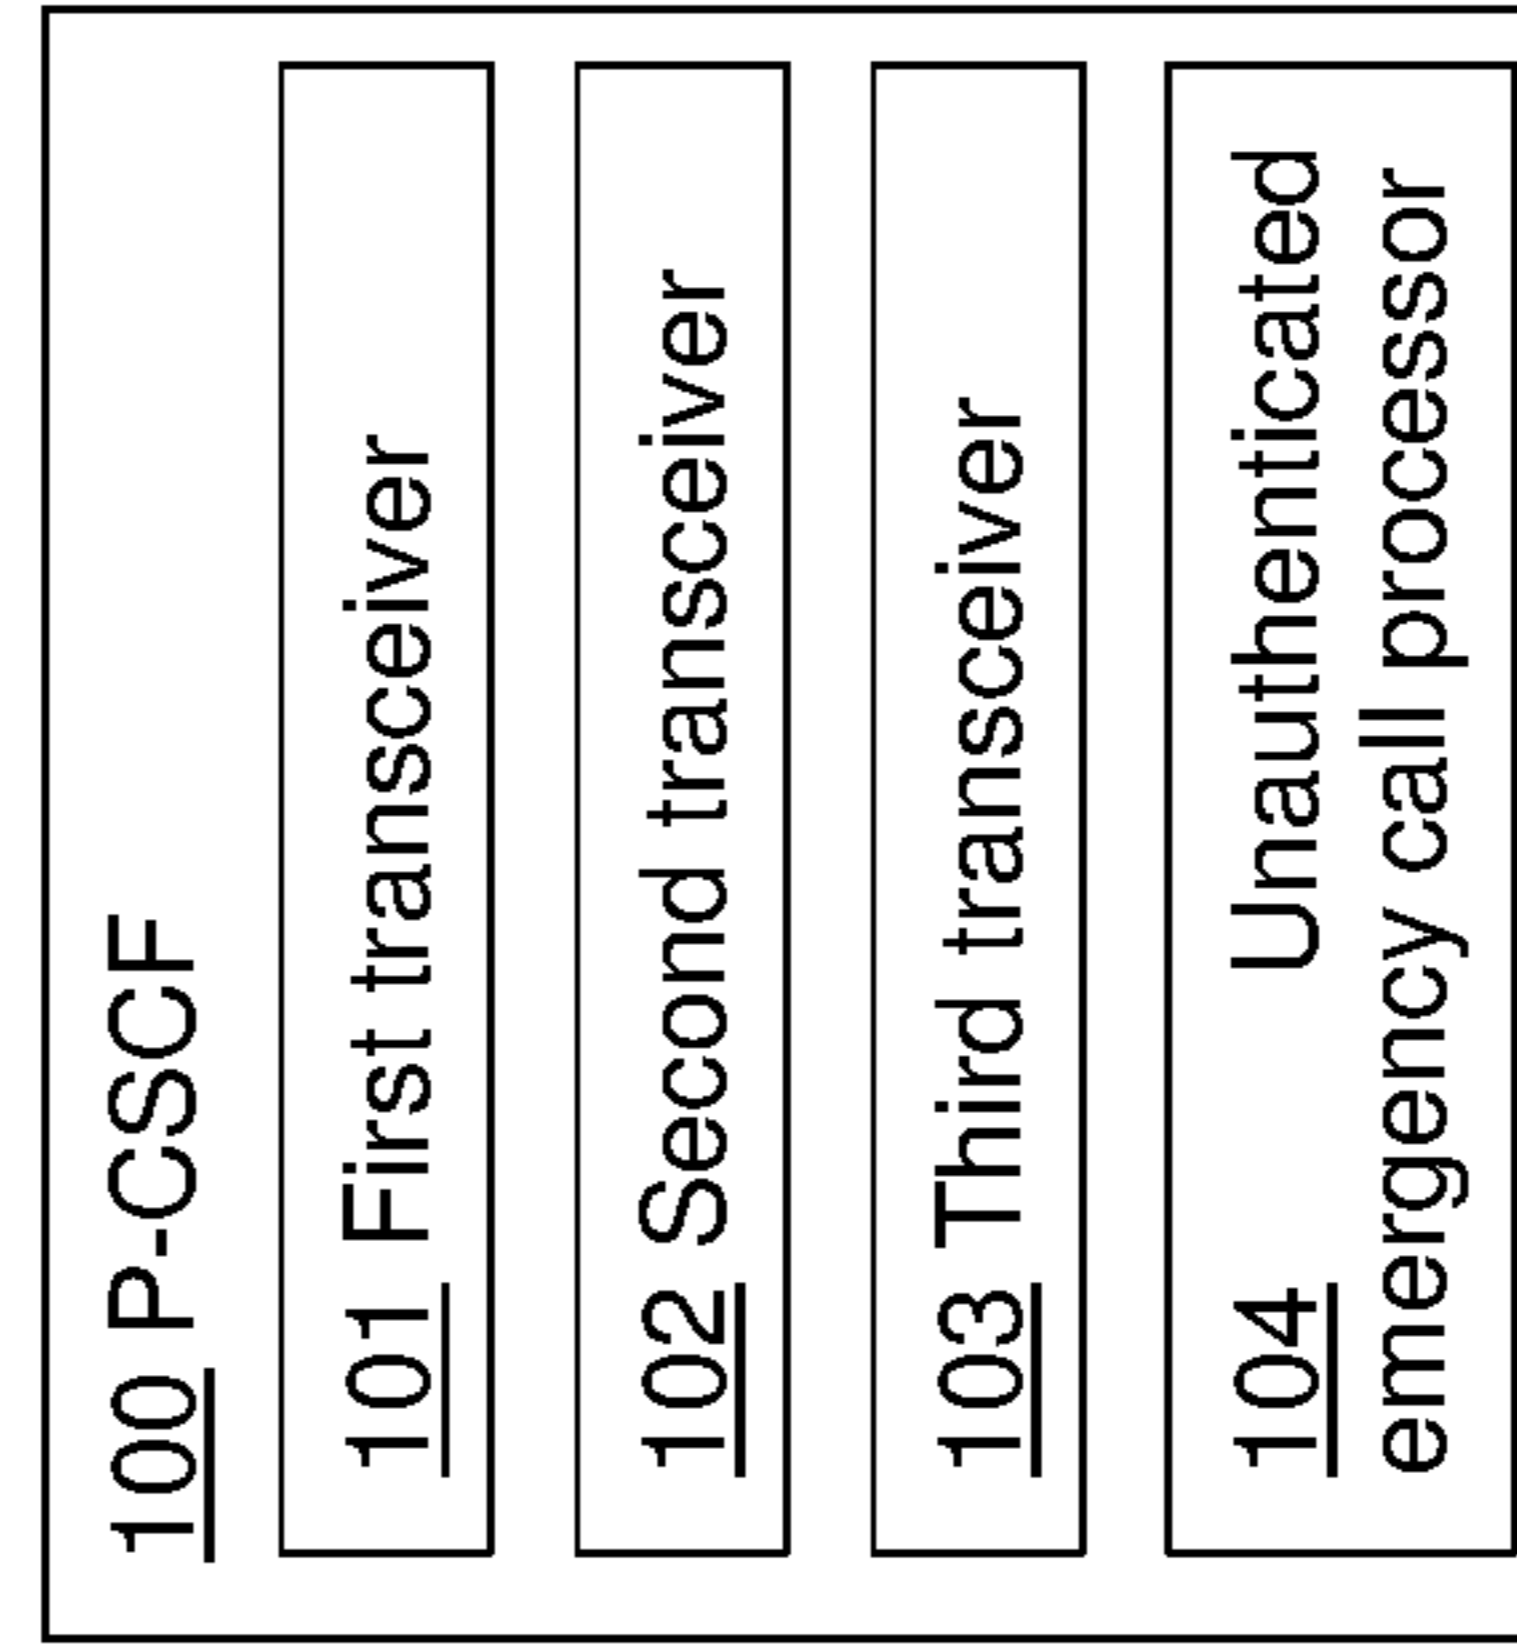 100 P-CSCF
101 First transceiver
102 Second transceiver
103 Third transceiver
104 Unauthenticated
emergency call processor